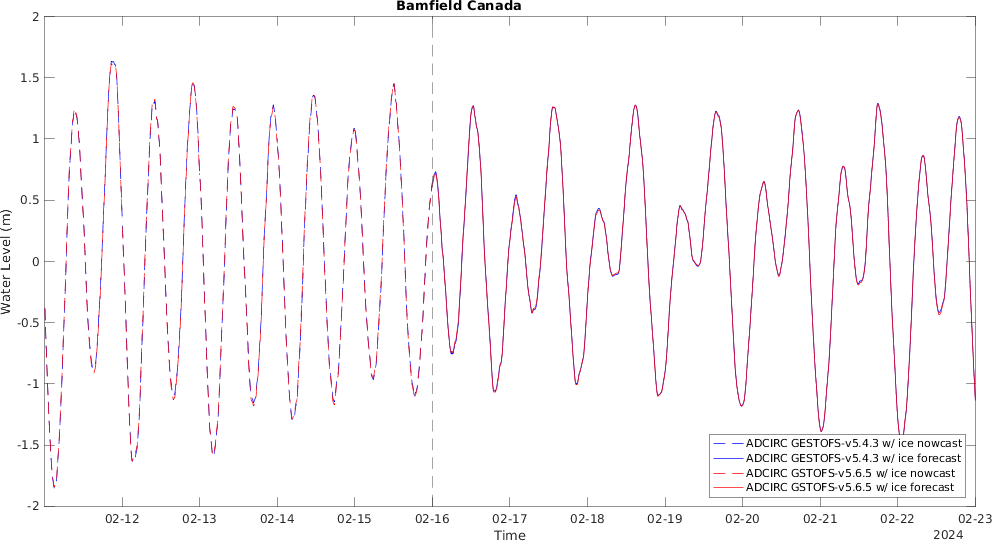 Bamfield Canada
Water Level (m)
2
1.5
1
0.5
0
-0.5
-1
-1.5
-2
02-12 02-13 02-14 02-15 02-16 02-17 02-18 02-19 02-20 02-21 02-22 02-23
Time
2024
ADCIRC GESTOFS-v5.4.3 w/ ice nowcast
ADCIRC GESTOFS-v5.4.3 w/ ice forecast
ADCIRC GSTOFS-v5.6.5 w/ ice nowcast
ADCIRC GSTOFS-v5.6.5 w/ ice forecast